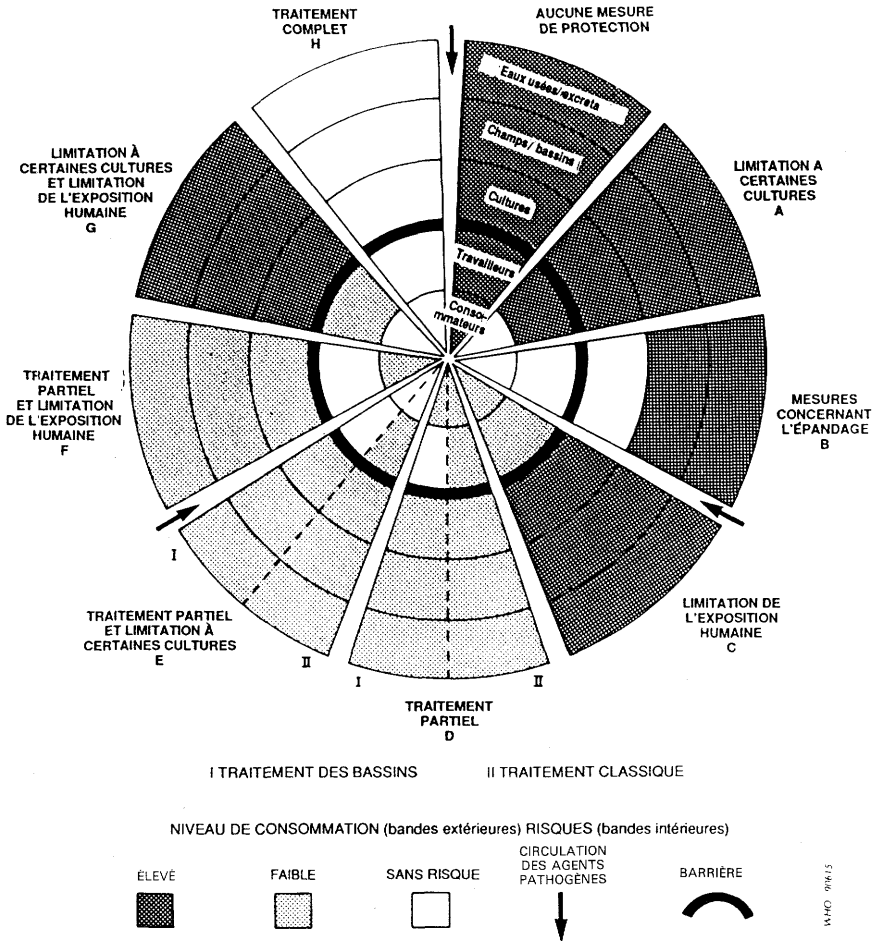 TRAITEMENT
COMPLET
H
AUCUNE MESURE
DE PROTECTION
Eaux usées/excreta
Champs/bassins
Cultures
Travailleurs
Conso-
mmateurs
LIMITATION A
CERTAINES
CULTURES
A
MESURES
CONCERNANT
L'ÉPANDAGE
B
LIMITATION DE
L'EXPOSITION
HUMAINE
C
TRAITEMENT
PARTIEL
D
I
II
TRAITEMENT PARTIEL
ET LIMITATION À
CERTAINES CULTURES
E
I
II
TRAITEMENT
PARTIEL
ET LIMITATION
DE L'EXPOSITION
HUMAINE
F
LIMITATION À
CERTAINES CULTURES
ET LIMITATION
DE L'EXPOSITION
HUMAINE
G
I TRAITEMENT DES BASSINS
II TRAITEMENT CLASSIQUE
NIVEAU DE CONSOMMATION (bandes extérieures) RISQUES (bandes intérieures)
ÉLEVÉ
FAIBLE
SANS RISQUE
CIRCULATION
DES AGENTS
PATHOGÈNES
BARRIÈRE
WHO 90615